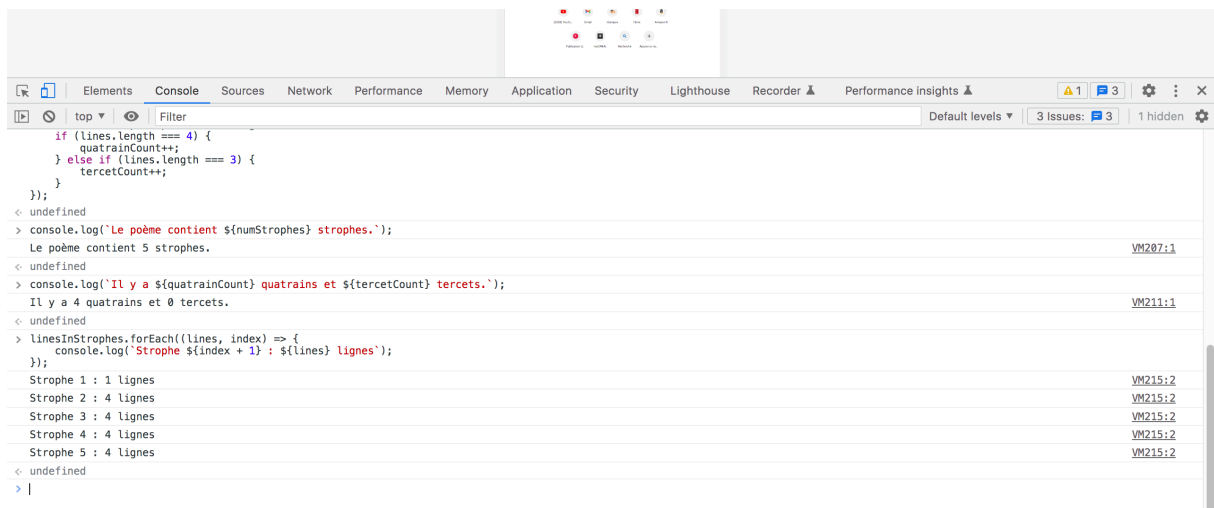 Gmail
Elements Console Sources Network Performance Memory Application Security Lighthouse Recorder Performance insights 1 3
top ▼ Filter Default levels ▼ 3 Issues: 3 1 hidden
if (lines.length === 4) {
quatrainCount++;
} else if (lines.length === 3) {
tercetCount++;
}
});
undefined
> console.log(`Le poème contient ${numStrophes} strophes.`);
Le poème contient 5 strophes. VM207:1
undefined
> console.log(`Il y a ${quatrainCount} quatrains et ${tercetCount} tercets.`);
Il y a 4 quatrains et 0 tercets. VM211:1
undefined
> linesInStrophes.forEach((lines, index) => {
console.log(`Strophe ${index + 1} : ${lines} lignes`);
});
Strophe 1 : 1 lignes VM215:2
Strophe 2 : 4 lignes VM215:2
Strophe 3 : 4 lignes VM215:2
Strophe 4 : 4 lignes VM215:2
Strophe 5 : 4 lignes VM215:2
undefined
>